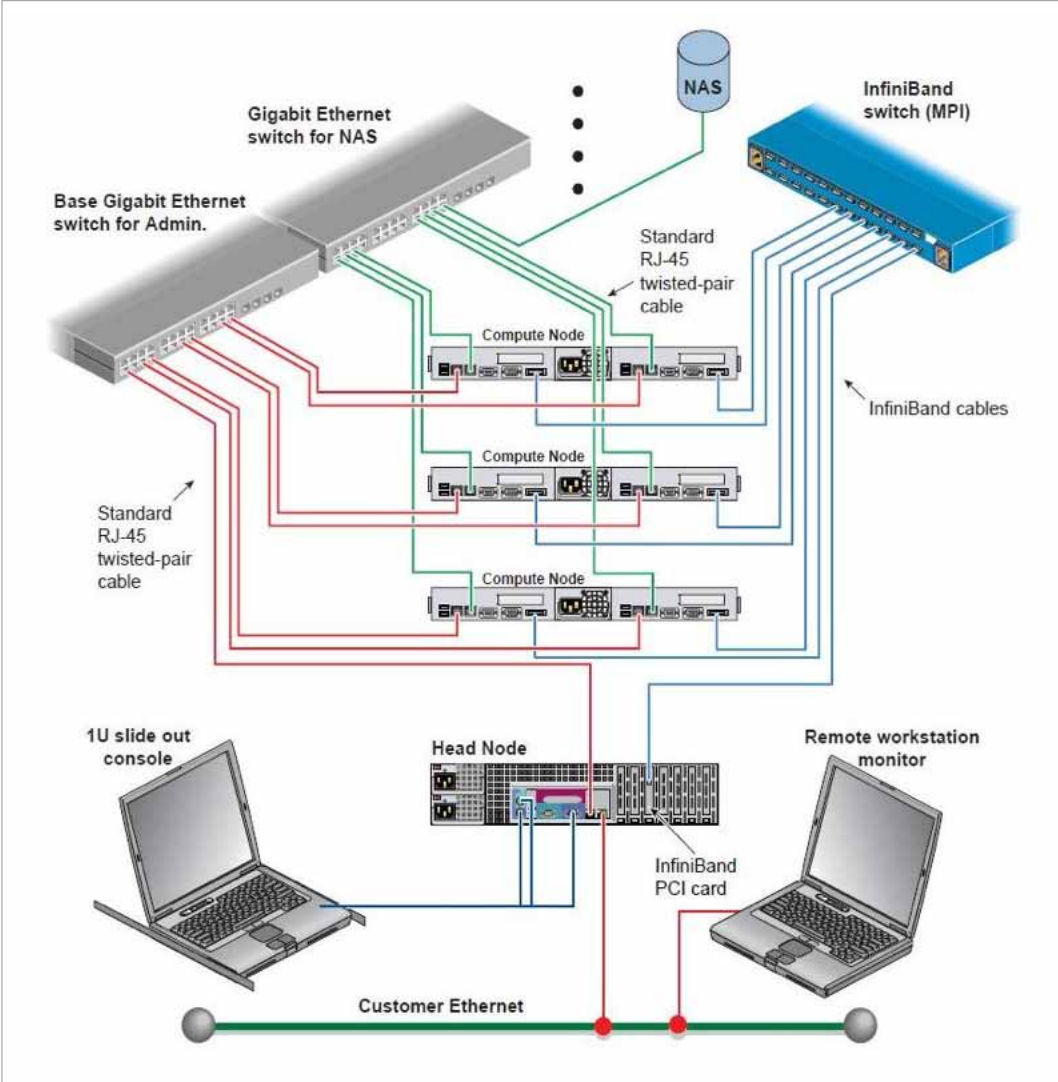 NAS
InfiniBand
switch (MPI)
Gigabit Ethernet
switch for NAS
Base Gigabit Ethernet
switch for Admin.
Standard
RJ-45
twisted-pair
cable
Compute Node
InfiniBand cables
Compute Node
Standard
RJ-45
twisted-pair
cable
Compute Node
1U slide out
console
Head Node
Remote workstation
monitor
InfiniBand
PCI card
Customer Ethernet